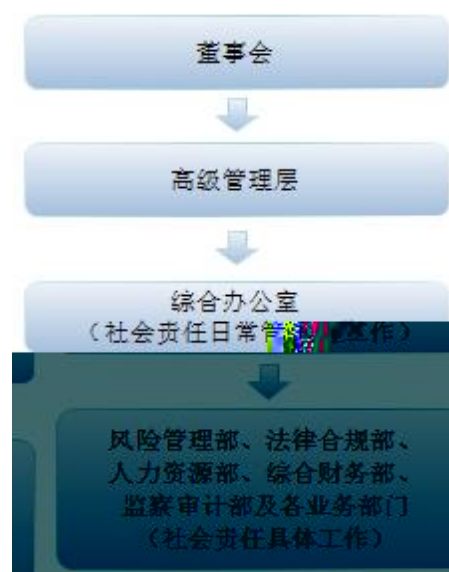 董事会
高级管理层
综合办公室
（社会责任日常管 工作）
风险管理部、法律合规部、
人力资源部、综合财务部、
监察审计部及各业务部门
（社会责任具体工作）